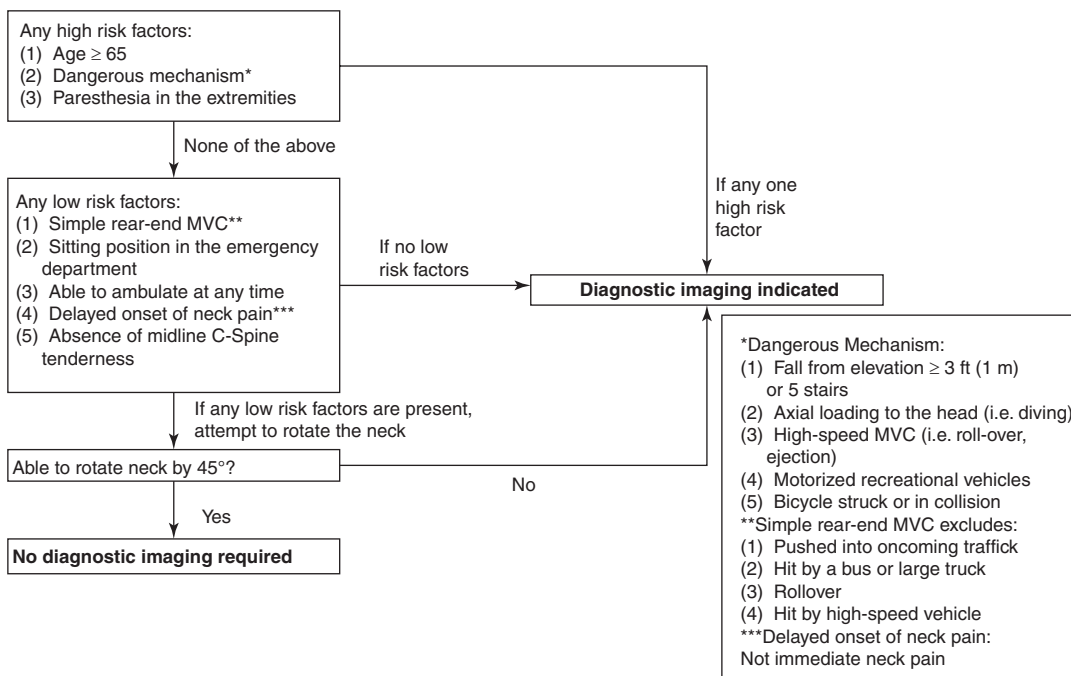 Any high risk factors:
(1) Age ≥ 65
(2) Dangerous mechanism*
(3) Paresthesia in the extremities
None of the above
Any low risk factors:
(1) Simple rear-end MVC**
(2) Sitting position in the emergency
department
(3) Able to ambulate at any time
(4) Delayed onset of neck pain***
(5) Absence of midline C-Spine
tenderness
If no low
risk factors
If any one
high risk
factor
Diagnostic imaging indicated
If any low risk factors are present,
attempt to rotate the neck
Able to rotate neck by 45°?
No
Yes
No diagnostic imaging required
*Dangerous Mechanism:
(1) Fall from elevation ≥ 3 ft (1 m)
or 5 stairs
(2) Axial loading to the head (i.e. diving)
(3) High-speed MVC (i.e. roll-over,
ejection)
(4) Motorized recreational vehicles
(5) Bicycle struck or in collision
**Simple rear-end MVC excludes:
(1) Pushed into oncoming traffick
(2) Hit by a bus or large truck
(3) Rollover
(4) Hit by high-speed vehicle
***Delayed onset of neck pain:
Not immediate neck pain